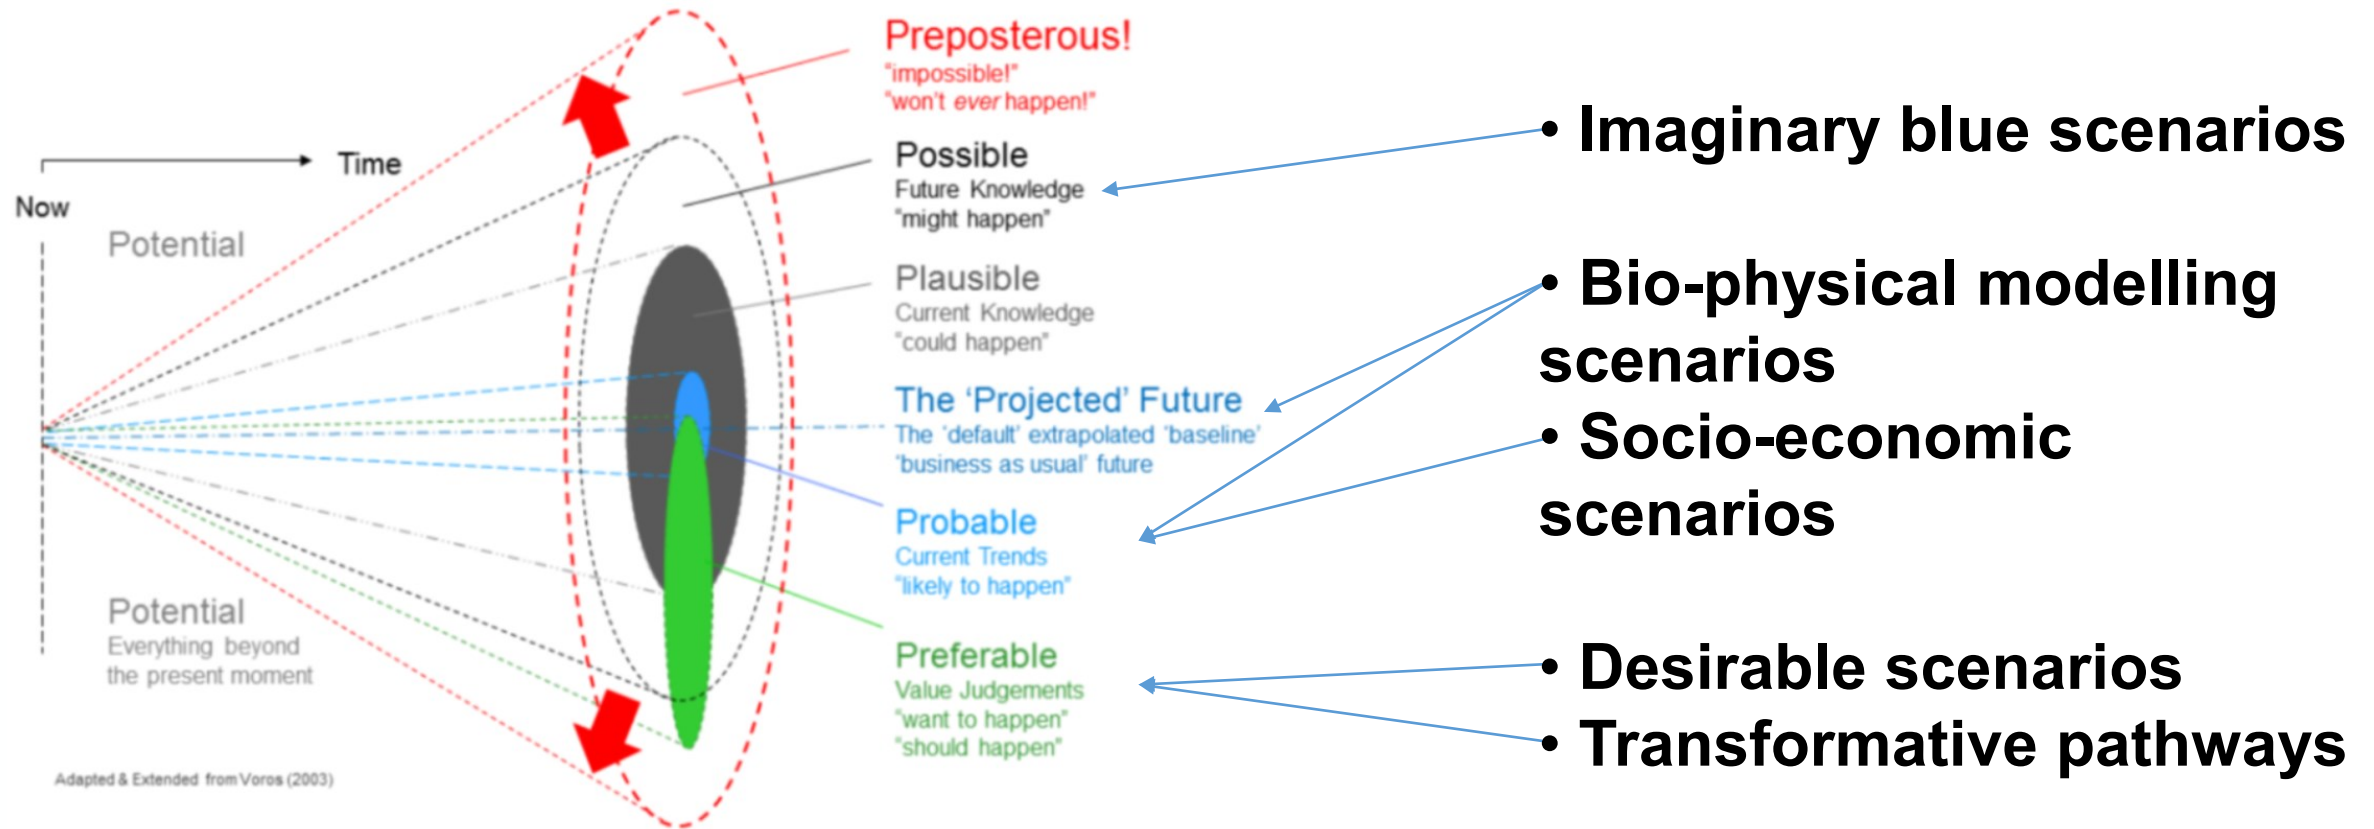 Time
Now
Potential
Potential
Everything beyond
the present moment
Adapted & Extended from Voros (2003)
Preposterous!
"impossible!"
"won't ever happen!"
Possible
Future Knowledge
"might happen"
Plausible
Current Knowledge
"could happen"
The ‘Projected’ Future
The ‘default’ extrapolated ‘baseline’
‘business as usual’ future
Probable
Current Trends
"likely to happen"
Preferable
Value Judgements
"want to happen"
"should happen"
• Imaginary blue scenarios
• Bio-physical modelling
scenarios
• Socio-economic
scenarios
• Desirable scenarios
• Transformative pathways